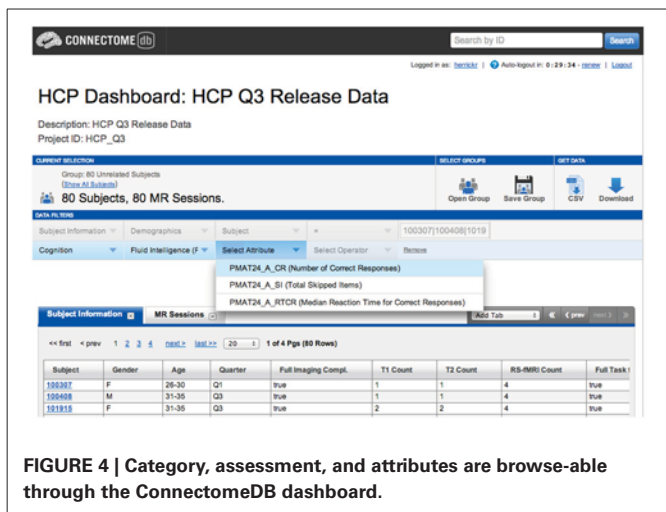 CONNECTOME db
Search by ID
Search
Logged in as: herrickr | Auto-logout in: 0:29:34 - renew | Logout
HCP Dashboard: HCP Q3 Release Data
Description: HCP Q3 Release Data
Project ID: HCP_Q3
CURRENT SELECTION
SELECT GROUPS
GET DATA
Group: 80 Unrelated Subjects
(Show All Subjects)
80 Subjects, 80 MR Sessions.
Open Group
Save Group
CSV
Download
DATA FILTERS
Subject Information
Demographics
Subject
=
100307|100408|1019
Cognition
Fluid Intelligence (F
Select Attribute
Select Operator
Remove
PMAT24_A_CR (Number of Correct Responses)
PMAT24_A_SI (Total Skipped Items)
PMAT24_A_RTCR (Median Reaction Time for Correct Responses)
Subject Information
MR Sessions
Add Tab
« ‹ prev next › »
<< first < prev 1 2 3 4 next > last >> 20 1 of 4 Pgs (80 Rows)
Subject Gender Age Quarter Full Imaging Compl. T1 Count T2 Count RS-fMRI Count Full Task
100307 F 26-30 Q1 true 1 1 4 true
100408 M 31-35 Q3 true 1 1 4 true
101915 F 31-35 Q3 true 2 2 4 true
FIGURE 4 | Category, assessment, and attributes are browse-able
through the ConnectomeDB dashboard.